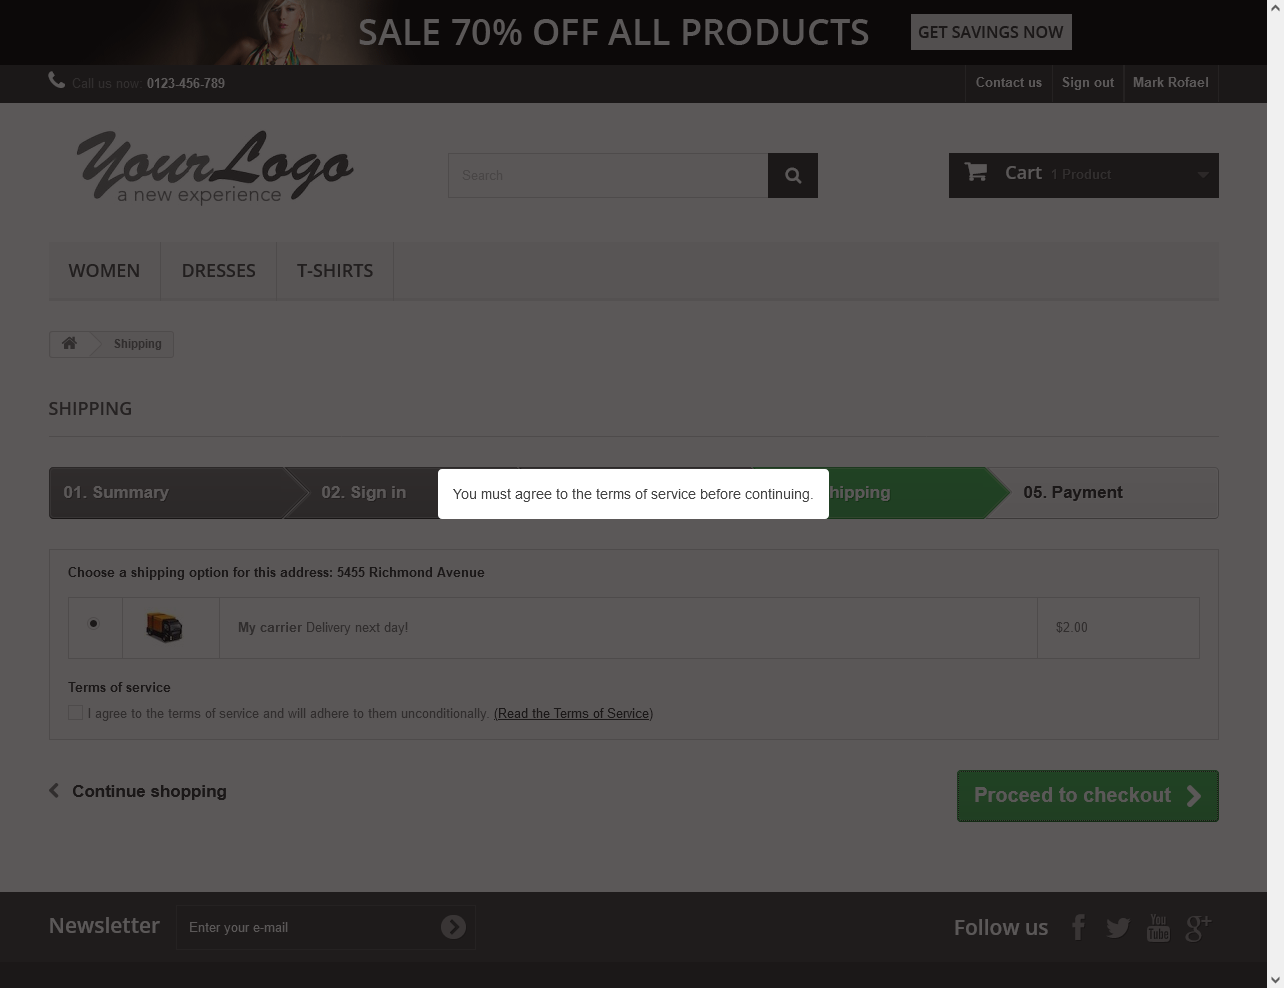 SALE 70% OFF ALL PRODUCTS GET SAVINGS NOW
Call us now: 0123-456-789 Contact us Sign out Mark Rofael
YourLogo
a new experience
Search
Cart 1 Product
WOMEN DRESSES T-SHIRTS
Shipping
SHIPPING
01. Summary 02. Sign in hipping 05. Payment
You must agree to the terms of service before continuing.
Choose a shipping option for this address: 5455 Richmond Avenue
My carrier Delivery next day! $2.00
Terms of service
I agree to the terms of service and will adhere to them unconditionally. (Read the Terms of Service)
Continue shopping
Proceed to checkout
Newsletter Enter your e-mail Follow us You Tube g+